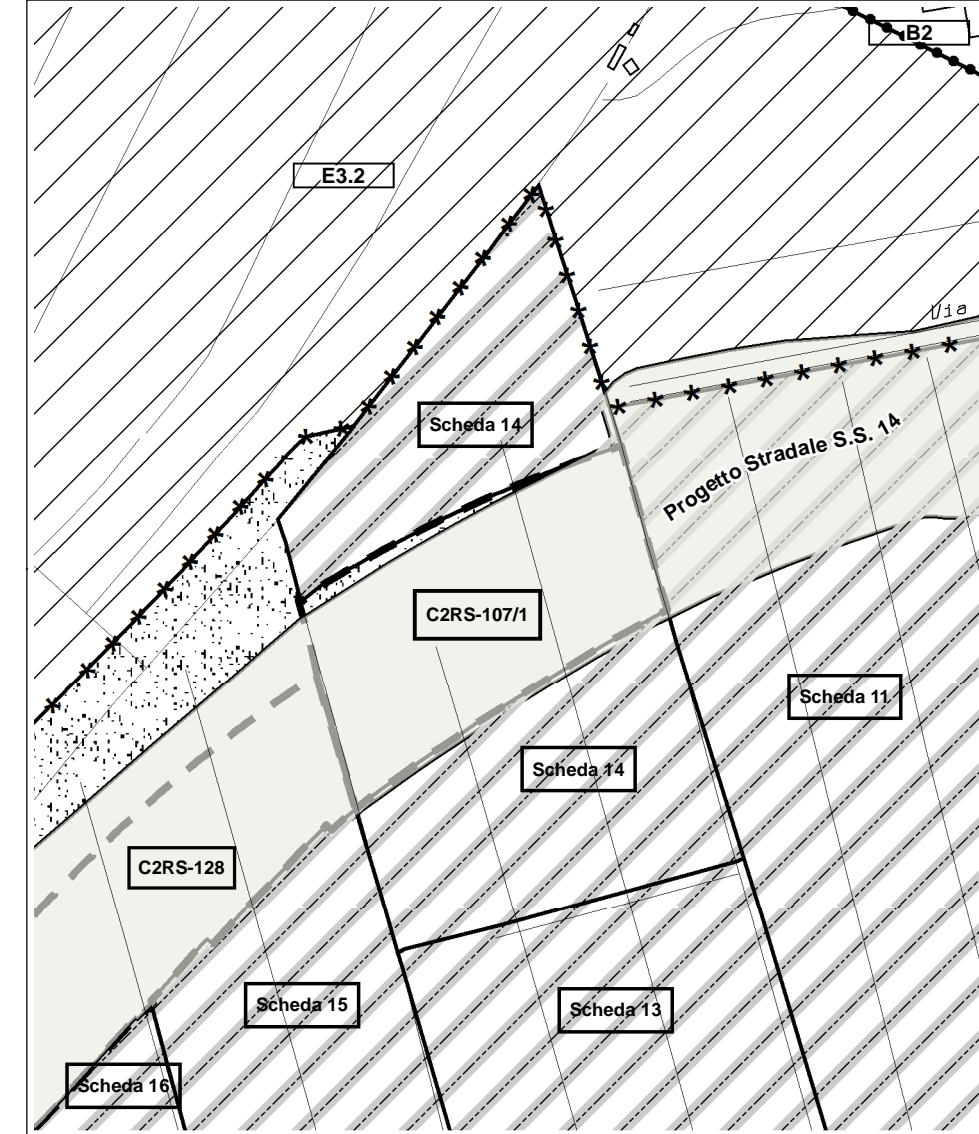 B2
E3.2
Via
Scheda 14
Progetto Stradale S.S. 14
C2RS-107/1
Scheda 11
Scheda 14
C2RS-128
Scheda 15
Scheda 13
Scheda 16